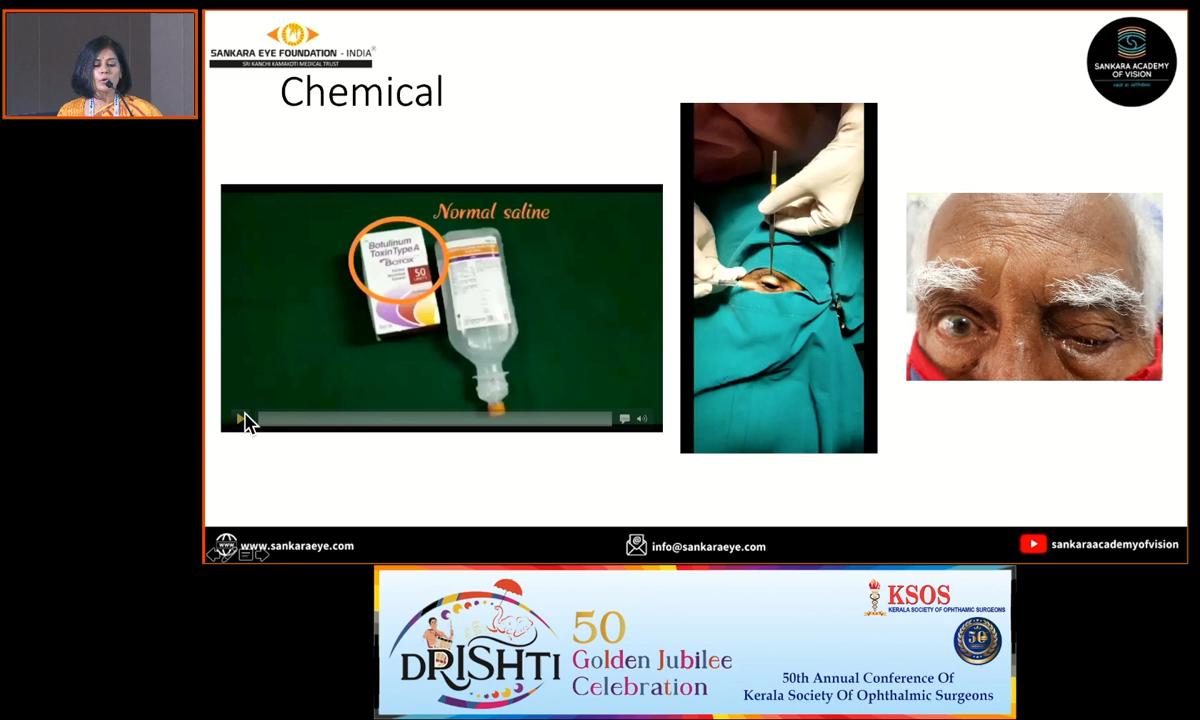 SANKARA EYE FOUNDATION - INDIA®
SRI KANCHI KAMAKOTI MEDICAL TRUST
Chemical
SANKARA ACADEMY
OF VISION
Normal saline
Botulinum
Toxin Type A
BOTOX
50
www.sankaraeye.com
info@sankaraeye.com
sankaraacademyofvision
DRISHTI
50
Golden Jubilee
Celebration
KSOS
KERALA SOCIETY OF OPHTHAMIC SURGEONS
50
50th Annual Conference Of
Kerala Society Of Ophthalmic Surgeons